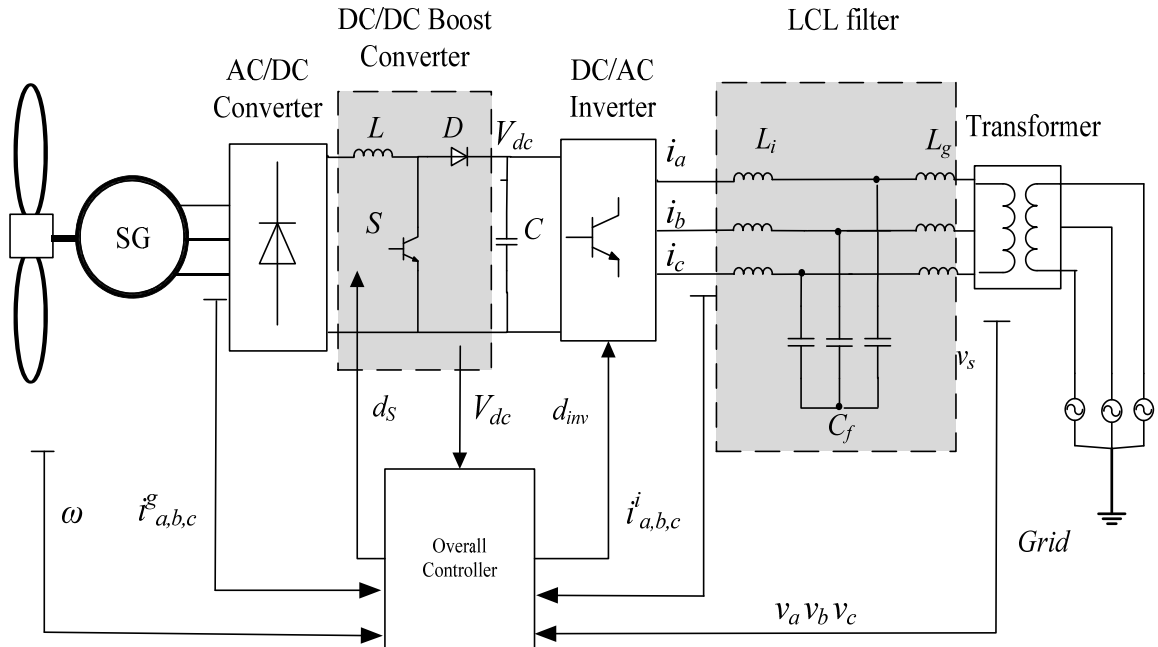 DC/DC Boost
Converter
LCL filter
AC/DC
Converter
DC/AC
Inverter
Transformer
L
D
V_dc
i_a
L_i
L_g
SG
S
C
i_b
i_c
v_s
d_S
V_dc
d_inv
C_f
ω
i^g_a,b,c
i^i_a,b,c
Grid
Overall
Controller
v_a v_b v_c